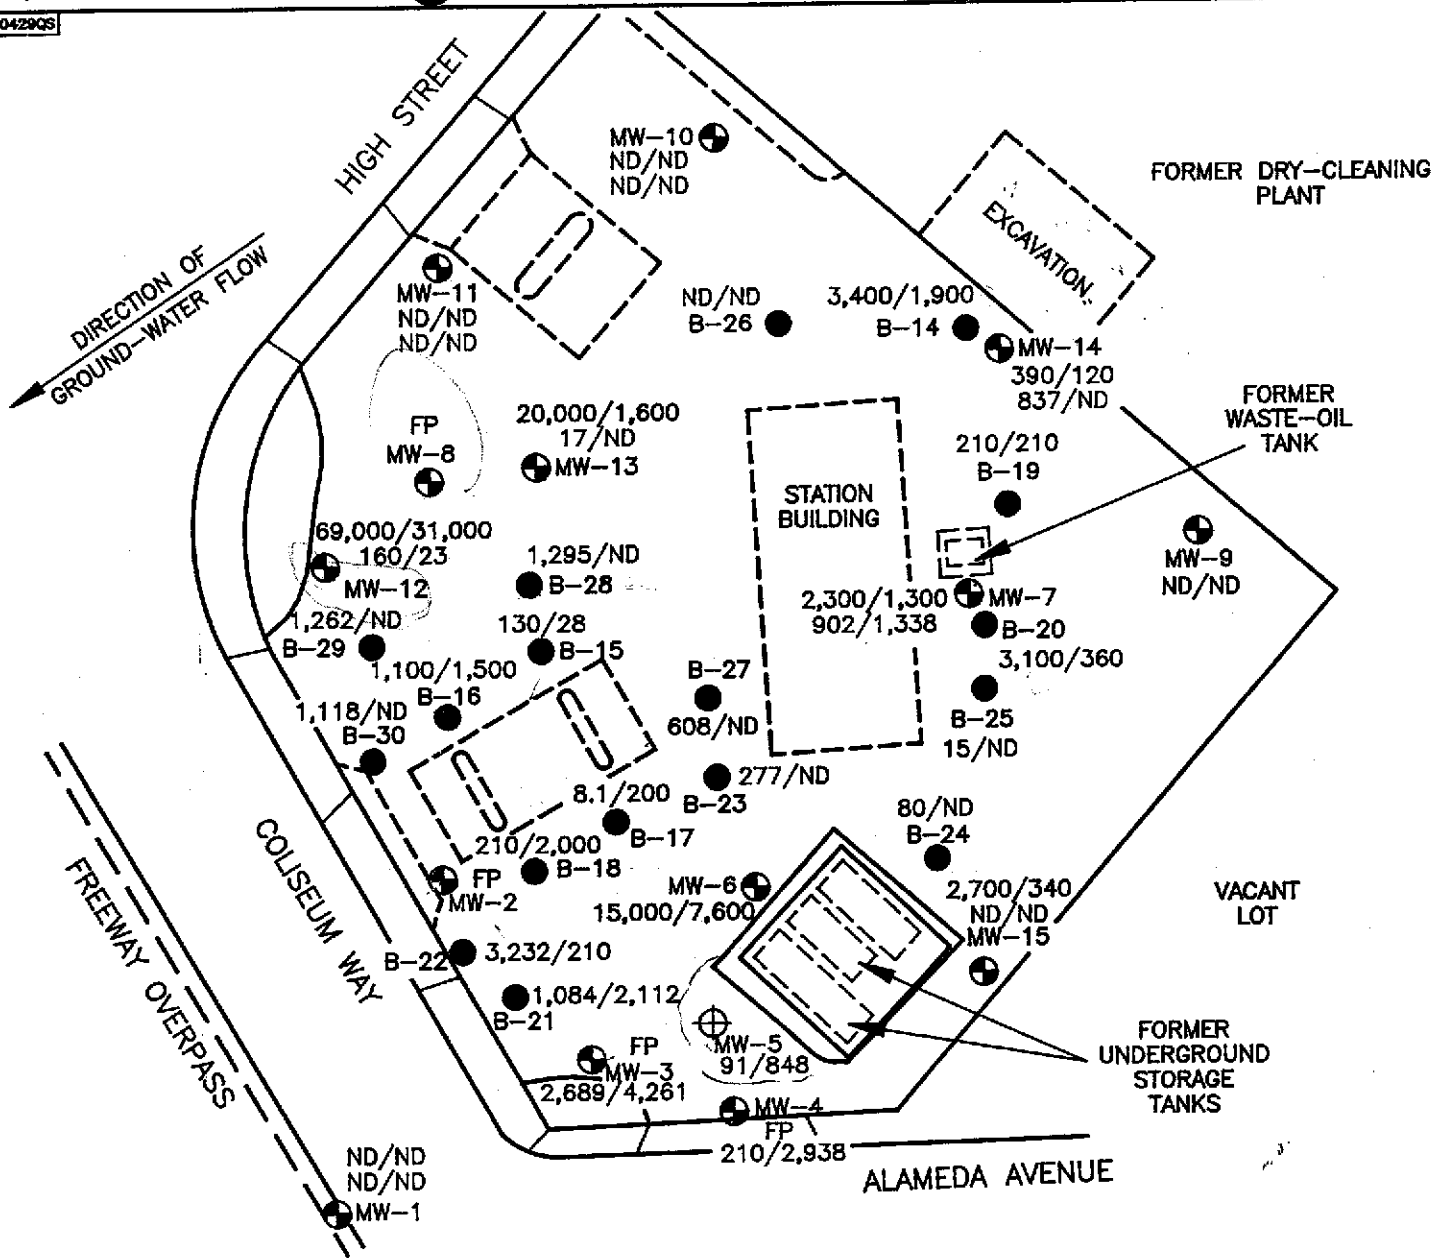 0429QS
HIGH STREET
MW-10
ND/ND
ND/ND
FORMER DRY-CLEANING
PLANT
EXCAVATION
DIRECTION OF
GROUND-WATER FLOW
MW-11
ND/ND
ND/ND
ND/ND
B-26
3,400/1,900
B-14
MW-14
390/120
837/ND
FORMER
WASTE-OIL
TANK
FP
MW-8
20,000/1,600
17/ND
MW-13
210/210
B-19
STATION
BUILDING
69,000/31,000
160/23
MW-12
1,295/ND
B-28
MW-9
ND/ND
2,300/1,300
902/1,338
MW-7
B-20
3,100/360
1,262/ND
B-29
130/28
B-15
1,100/1,500
B-16
B-27
608/ND
B-25
15/ND
1,118/ND
B-30
277/ND
B-23
8.1/200
B-17
80/ND
B-24
210/2,000
B-18
FP
MW-2
MW-6
15,000/7,600
2,700/340
ND/ND
MW-15
VACANT
LOT
COLISEUM WAY
FREEWAY OVERPASS
B-22
3,232/210
1,084/2,112
B-21
MW-5
91/848
FP
MW-3
2,689/4,261
FORMER
UNDERGROUND
STORAGE
TANKS
MW-4
FP
210/2,938
ALAMEDA AVENUE
ND/ND
ND/ND
MW-1